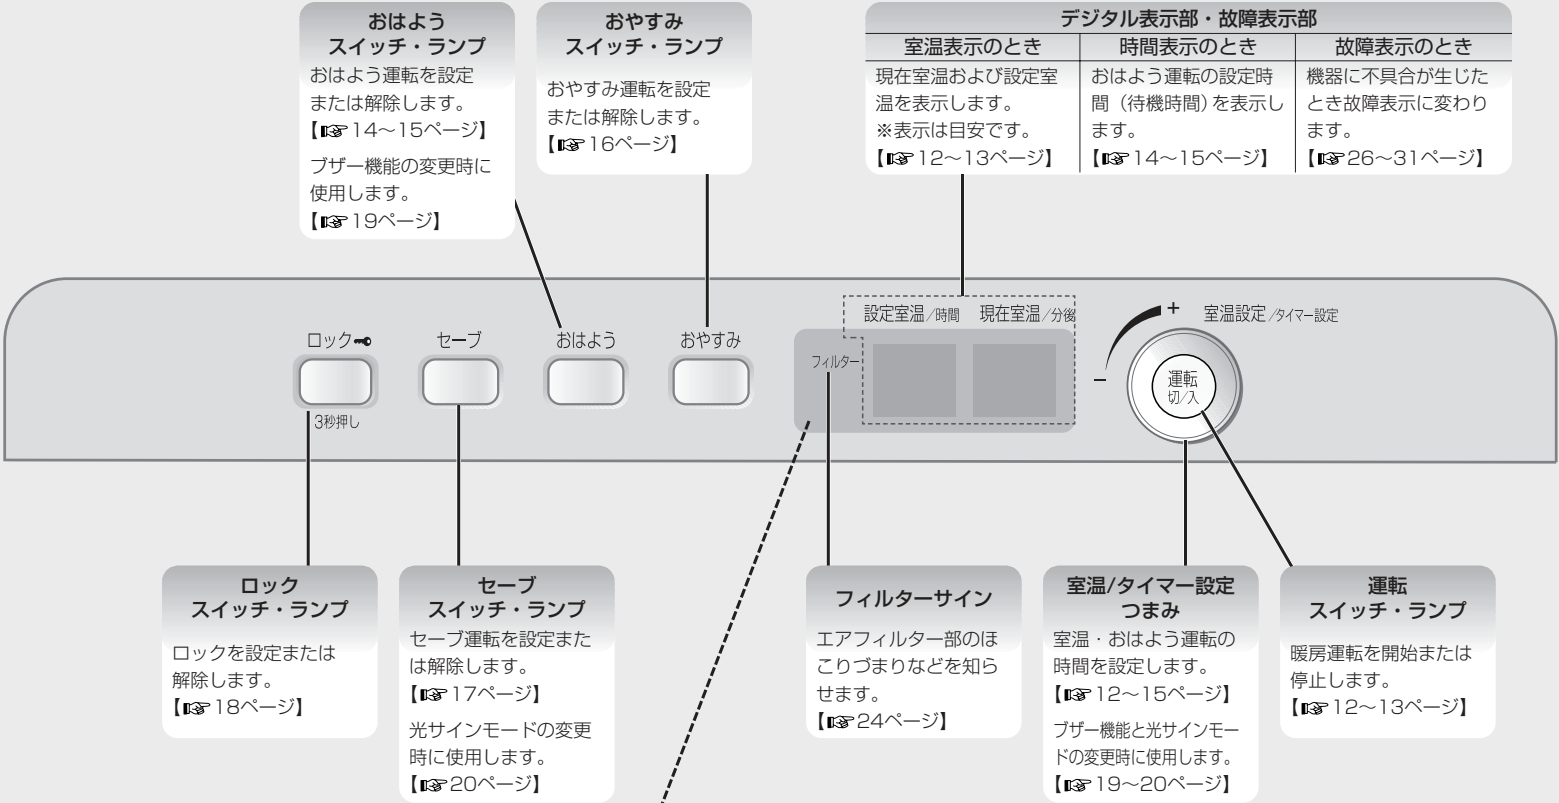 おはよう
スイッチ・ランプ
おはよう運転を設定
または解除します。
【☞14～15ページ】
ブザー機能の変更時に
使用します。
【☞19ページ】
おやすみ
スイッチ・ランプ
おやすみ運転を設定
または解除します。
【☞16ページ】
デジタル表示部・故障表示部
室温表示のとき
現在室温および設定室
温を表示します。
※表示は目安です。
【☞12～13ページ】
時間表示のとき
おはよう運転の設定時
間（待機時間）を表示し
ます。
【☞14～15ページ】
故障表示のとき
機器に不具合が生じた
とき故障表示に変わり
ます。
【☞26～31ページ】
ロック
3秒押し
セーブ
おはよう
おやすみ
フィルター
設定室温/時間 現在室温/分後
＋ 室温設定/タイマー設定
－
運転
切/入
ロック
スイッチ・ランプ
ロックを設定または
解除します。
【☞18ページ】
セーブ
スイッチ・ランプ
セーブ運転を設定また
は解除します。
【☞17ページ】
光サインモードの変更
時に使用します。
【☞20ページ】
フィルターサイン
エアフィルター部のほ
こりづまりなどを知ら
せます。
【☞24ページ】
室温/タイマー設定
つまみ
室温・おはよう運転の
時間を設定します。
【☞12～15ページ】
ブザー機能と光サインモー
ドの変更時に使用します。
【☞19～20ページ】
運転
スイッチ・ランプ
暖房運転を開始または
停止します。
【☞12～13ページ】